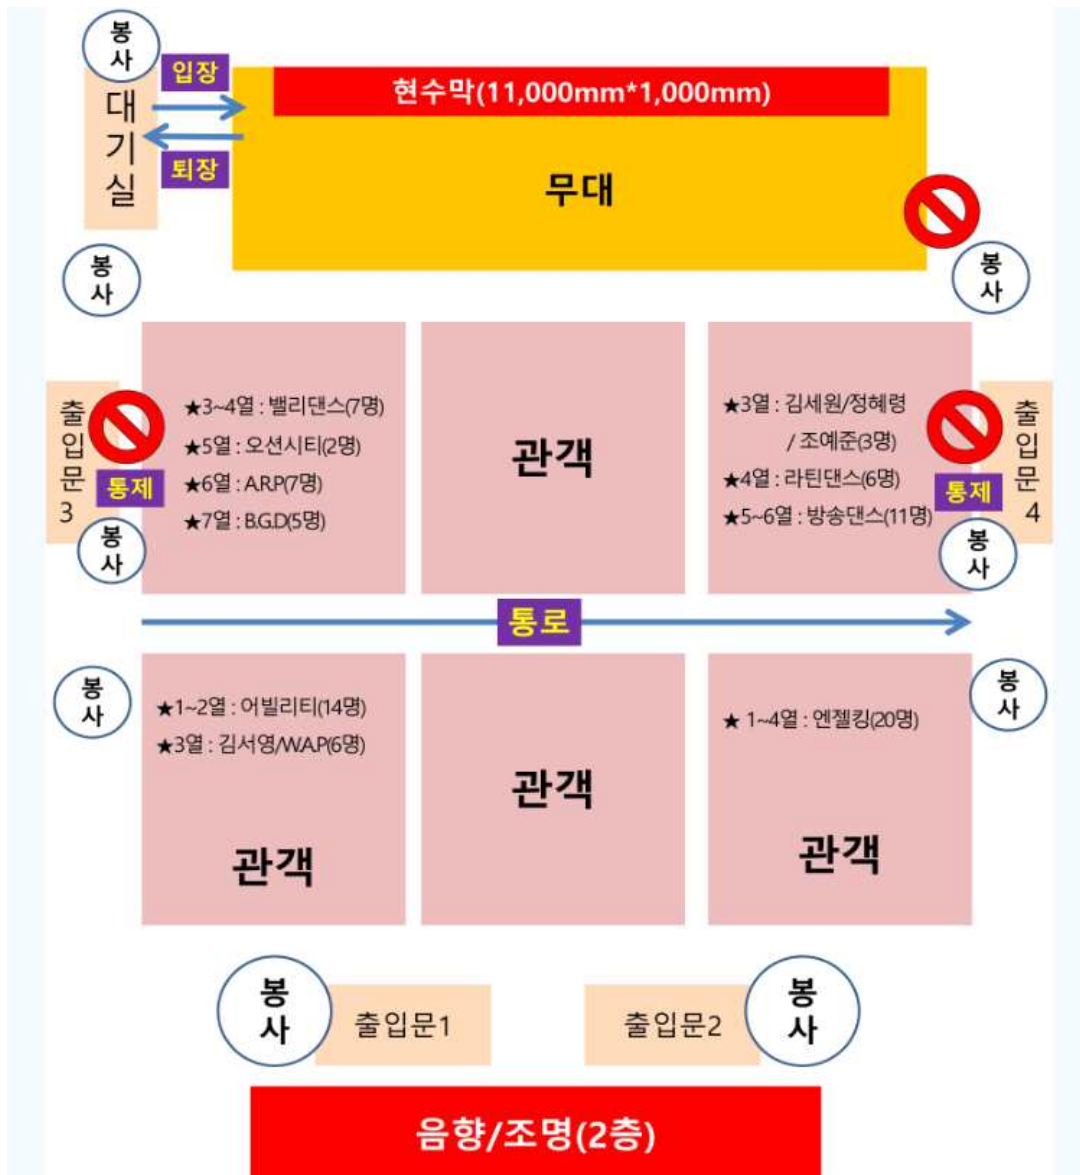 봉
사
대
기
실
입장
퇴장
현수막(11,000mm*1,000mm)
무대
봉
사
봉
사
출
입
문
3
통제
봉
사
★3~4열 : 밸리댄스(7명)
★5열 : 오션시티(2명)
★6열 : A.R.P(7명)
★7열 : B.G.D(5명)
관객
★3열 : 김세원/정혜령
/ 조예준(3명)
★4열 : 라틴댄스(6명)
★5~6열 : 방송댄스(11명)
출
입
문
4
통제
봉
사
통로
봉
사
★1~2열 : 어빌리티(14명)
★3열 : 김서영/W.A.P(6명)
관객
관객
★ 1~4열 : 엔젤킹(20명)
관객
봉
사
봉
사
출입문1
출입문2
봉
사
음향/조명(2층)